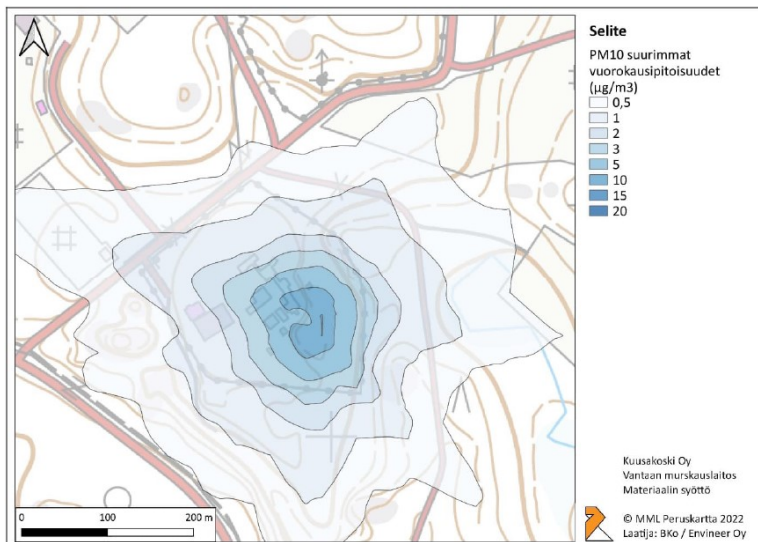 Selite
PM10 suurimmat
vuorokausipitoisuudet
(µg/m3)
0,5
1
2
3
5
10
15
20
Kuusakoski Oy
Vantaan murskauslaitos
Materiaalin syöttö
© MML Peruskartta 2022
Laatija: BKo / Envineer Oy
0 100 200 m